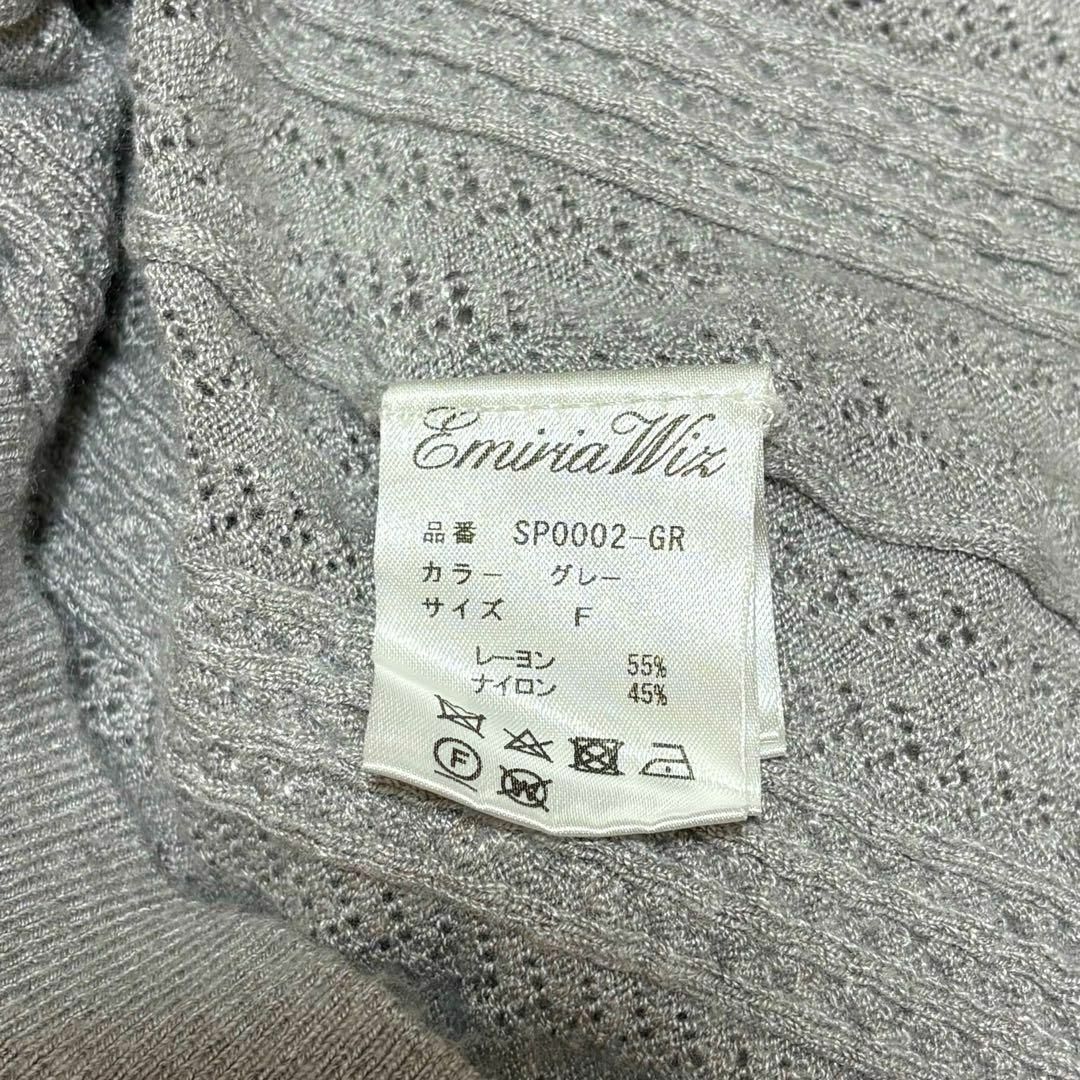 EmiriaWiz
品番 SP0002-GR
カラー グレー
サイズ F
レーヨン 55%
ナイロン 45%
F
W